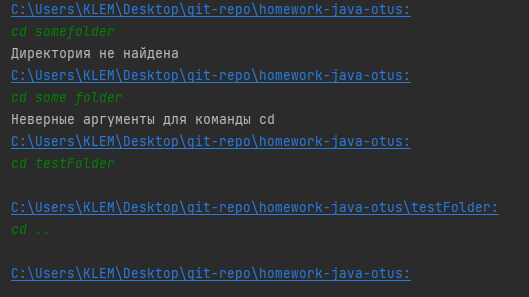 C:\Users\KLEM\Desktop\git-repo\homework-java-otus:
cd somefolder
Директория не найдена
C:\Users\KLEM\Desktop\git-repo\homework-java-otus:
cd some folder
Неверные аргументы для команды cd
C:\Users\KLEM\Desktop\git-repo\homework-java-otus:
cd testFolder
C:\Users\KLEM\Desktop\git-repo\homework-java-otus\testFolder:
cd ..
C:\Users\KLEM\Desktop\git-repo\homework-java-otus: